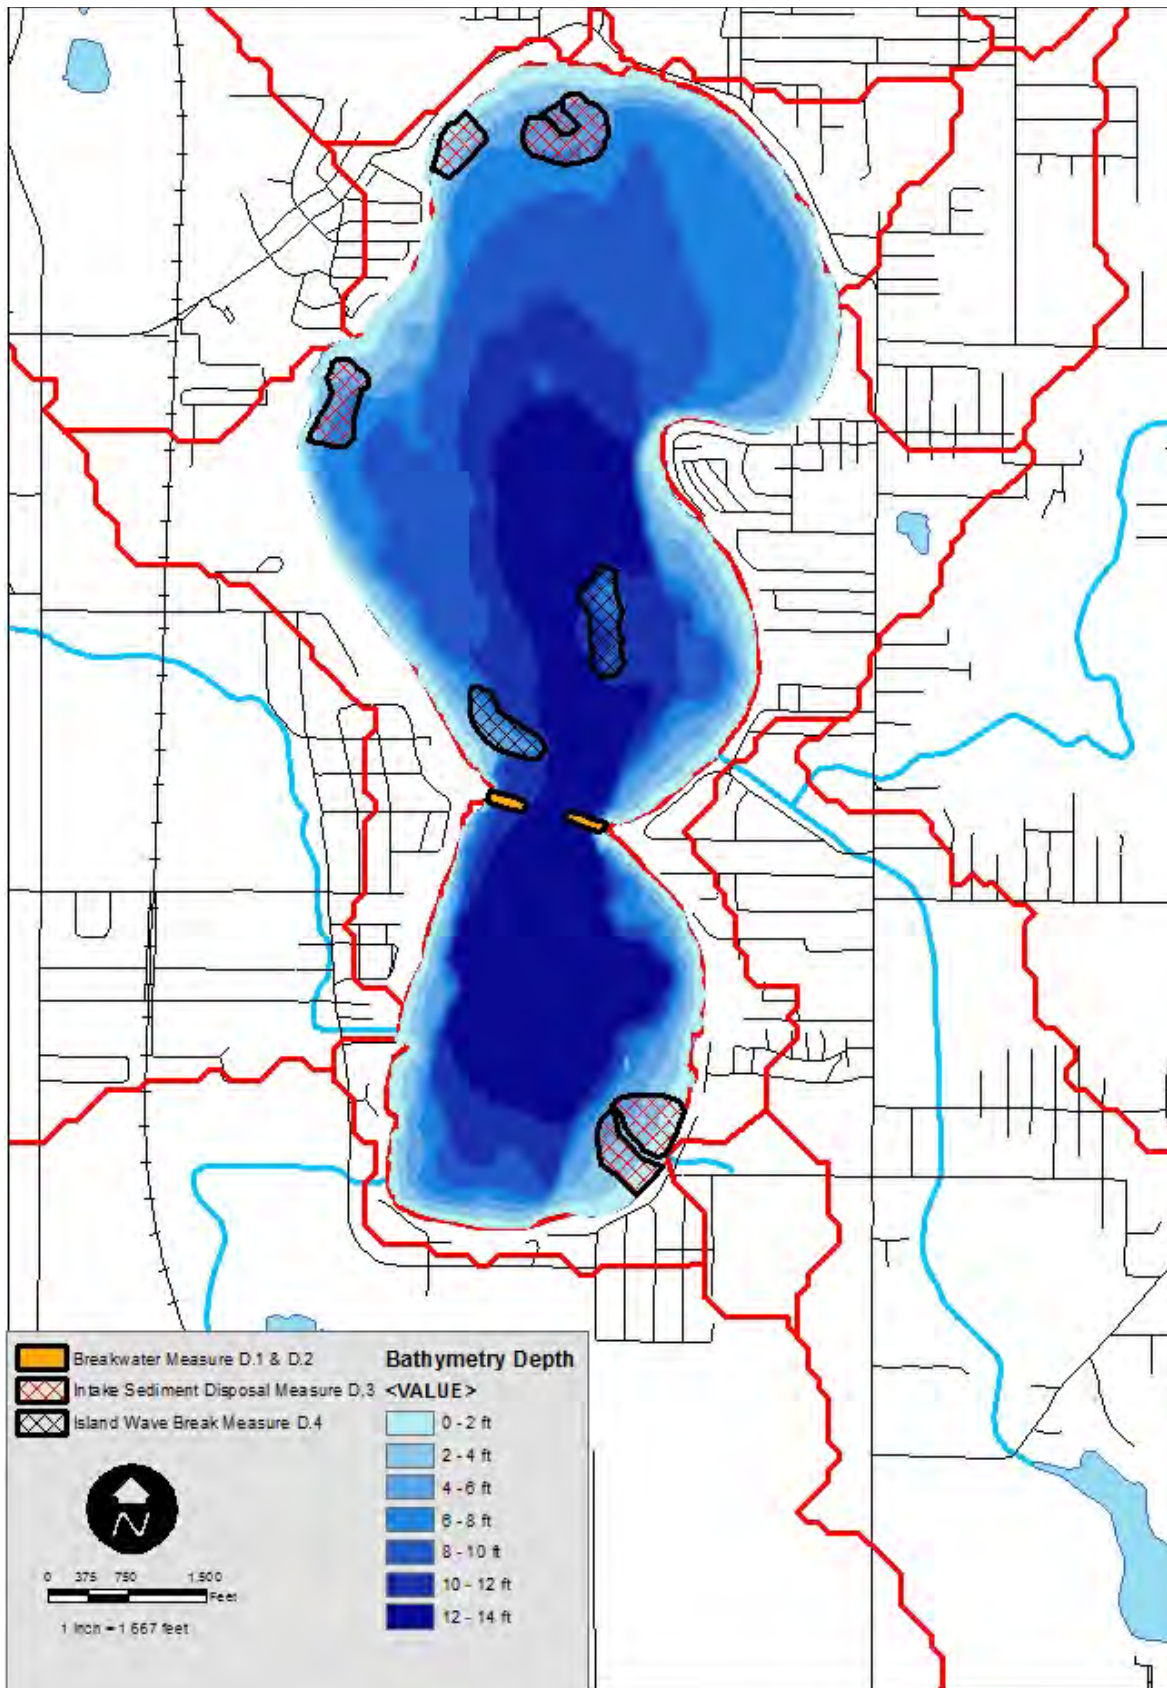 Breakwater Measure D.1 & D.2
Intake Sediment Disposal Measure D.3
Island Wave Break Measure D.4
N
0 375 750 1,500
Feet
1 inch = 1 667 feet
Bathymetry Depth
<VALUE>
0 - 2 ft
2 - 4 ft
4 - 6 ft
6 - 8 ft
8 - 10 ft
10 - 12 ft
12 - 14 ft